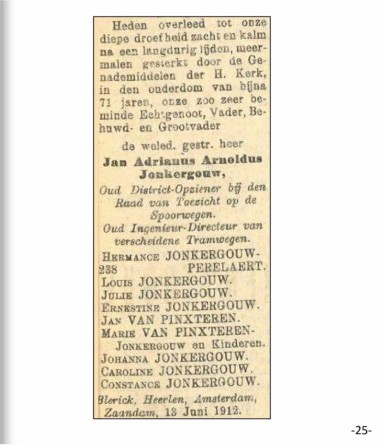 Heden overleed tot onze
diepe droefheid zacht en kalm
na een langdurig lijden, meer-
malen gesterkt door de Ge-
nademiddelen der H. Kerk,
in den ouderdom van bijna
71 jaren, onze zoo zeer be-
minde Echtgenoot, Vader, Be-
huwd- en Grootvader
de weled. gestr. heer
Jan Adrianus Arnoldus
Jonkergouw,
Oud District-Opziener bij den
Raad van Toezicht op de
Spoorwegen.
Oud Ingenieur-Directeur van
verscheidene Tramwegen.
HERMANCE JONKERGOUW-
238 PERELAERT.
LOUIS JONKERGOUW.
JULIE JONKERGOUW.
ERNESTINE JONKERGOUW.
JAN VAN PINXTEREN.
MARIE VAN PINXTEREN-
JONKERGOUW en Kinderen.
JOHANNA JONKERGOUW.
CAROLINE JONKERGOUW.
CONSTANCE JONKERGOUW.
Blerick, Heerlen, Amsterdam,
Zaandam, 13 Juni 1912.
-25-